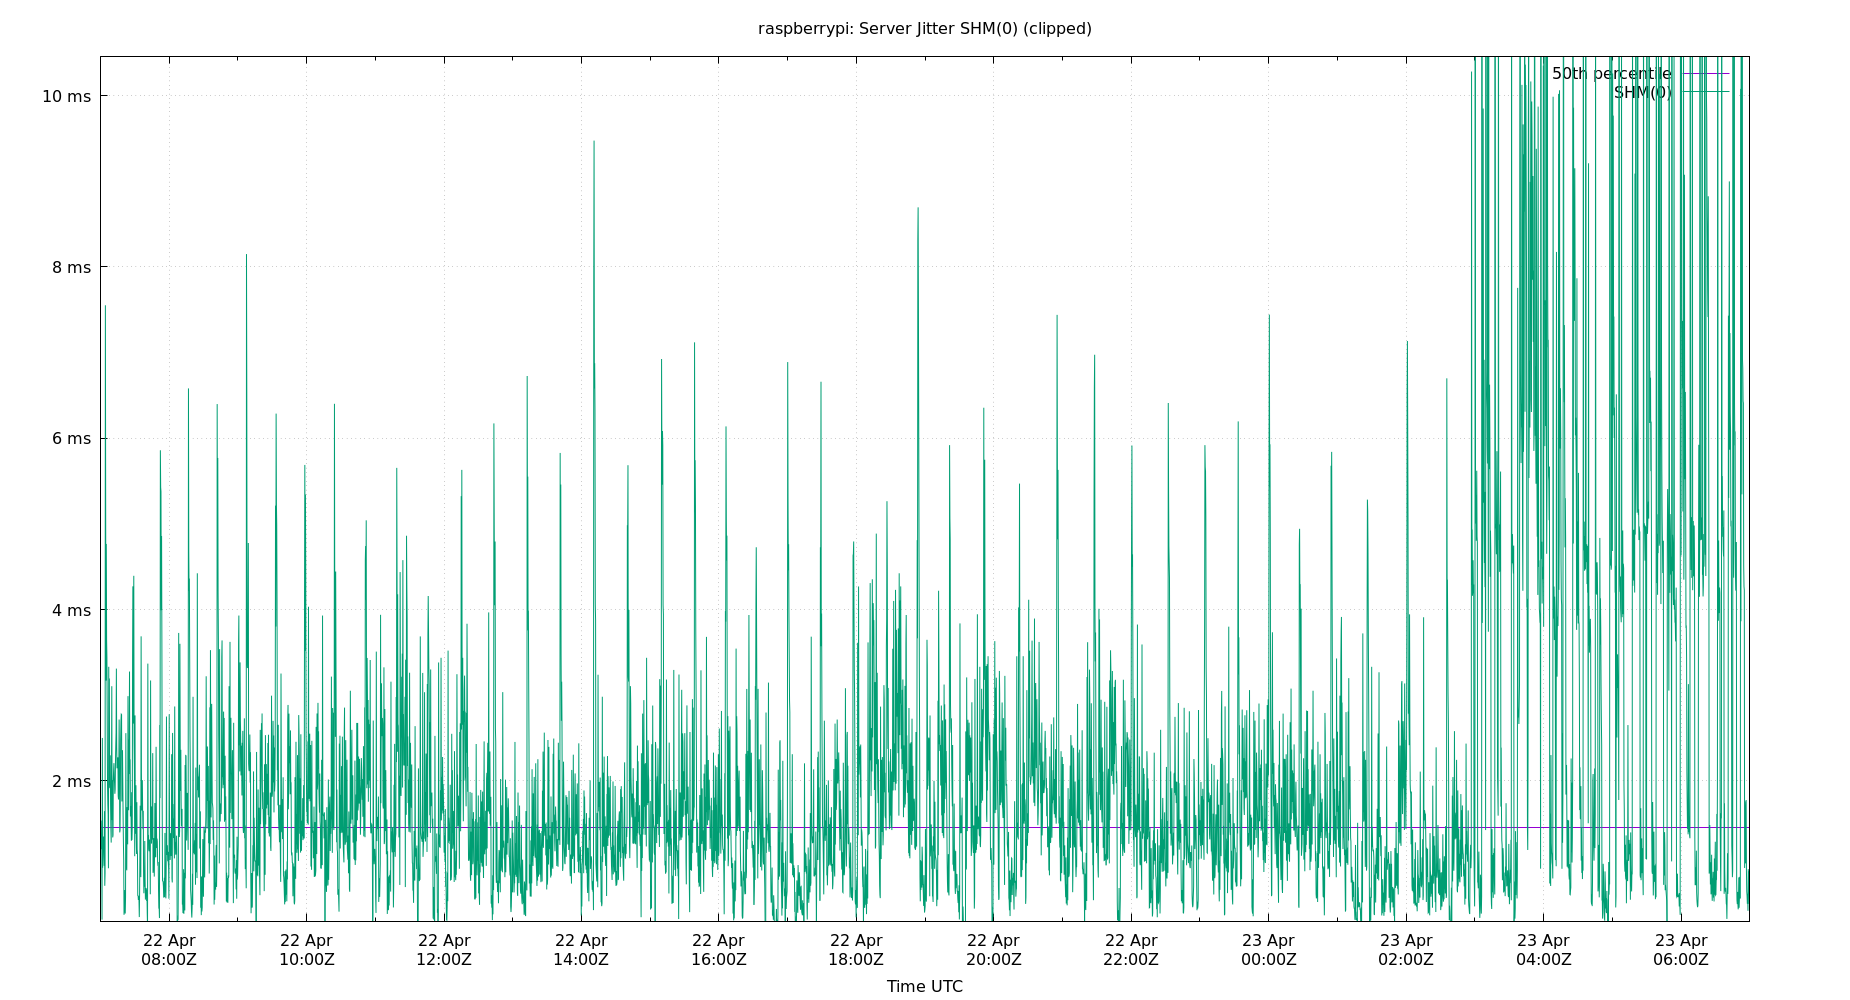 raspberrypi: Server Jitter SHM(0) (clipped)
50th percentile
SHM(0)
10 ms
8 ms
6 ms
4 ms
2 ms
22 Apr 22 Apr 22 Apr 22 Apr 22 Apr 22 Apr 22 Apr 22 Apr 23 Apr 23 Apr 23 Apr 23 Apr
08:00Z 10:00Z 12:00Z 14:00Z 16:00Z 18:00Z 20:00Z 22:00Z 00:00Z 02:00Z 04:00Z 06:00Z
Time UTC